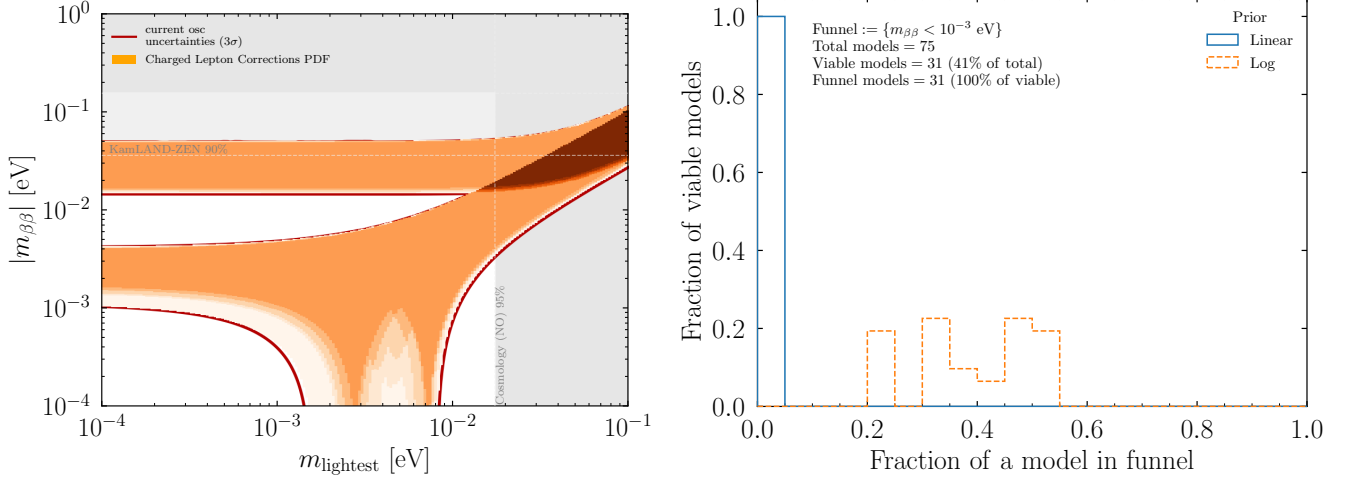 10⁰
10⁻¹
10⁻²
10⁻³
10⁻⁴
|m_ββ| [eV]
current osc
uncertainties (3σ)
Charged Lepton Corrections PDF
KamLAND-ZEN 90%
Cosmology (NO) 95%
10⁻⁴
10⁻³
10⁻²
10⁻¹
m_lightest [eV]
1.0
0.8
0.6
0.4
0.2
0.0
Fraction of viable models
Funnel := {m_ββ < 10⁻³ eV}
Total models = 75
Viable models = 31 (41% of total)
Funnel models = 31 (100% of viable)
Prior
Linear
Log
0.0
0.2
0.4
0.6
0.8
1.0
Fraction of a model in funnel